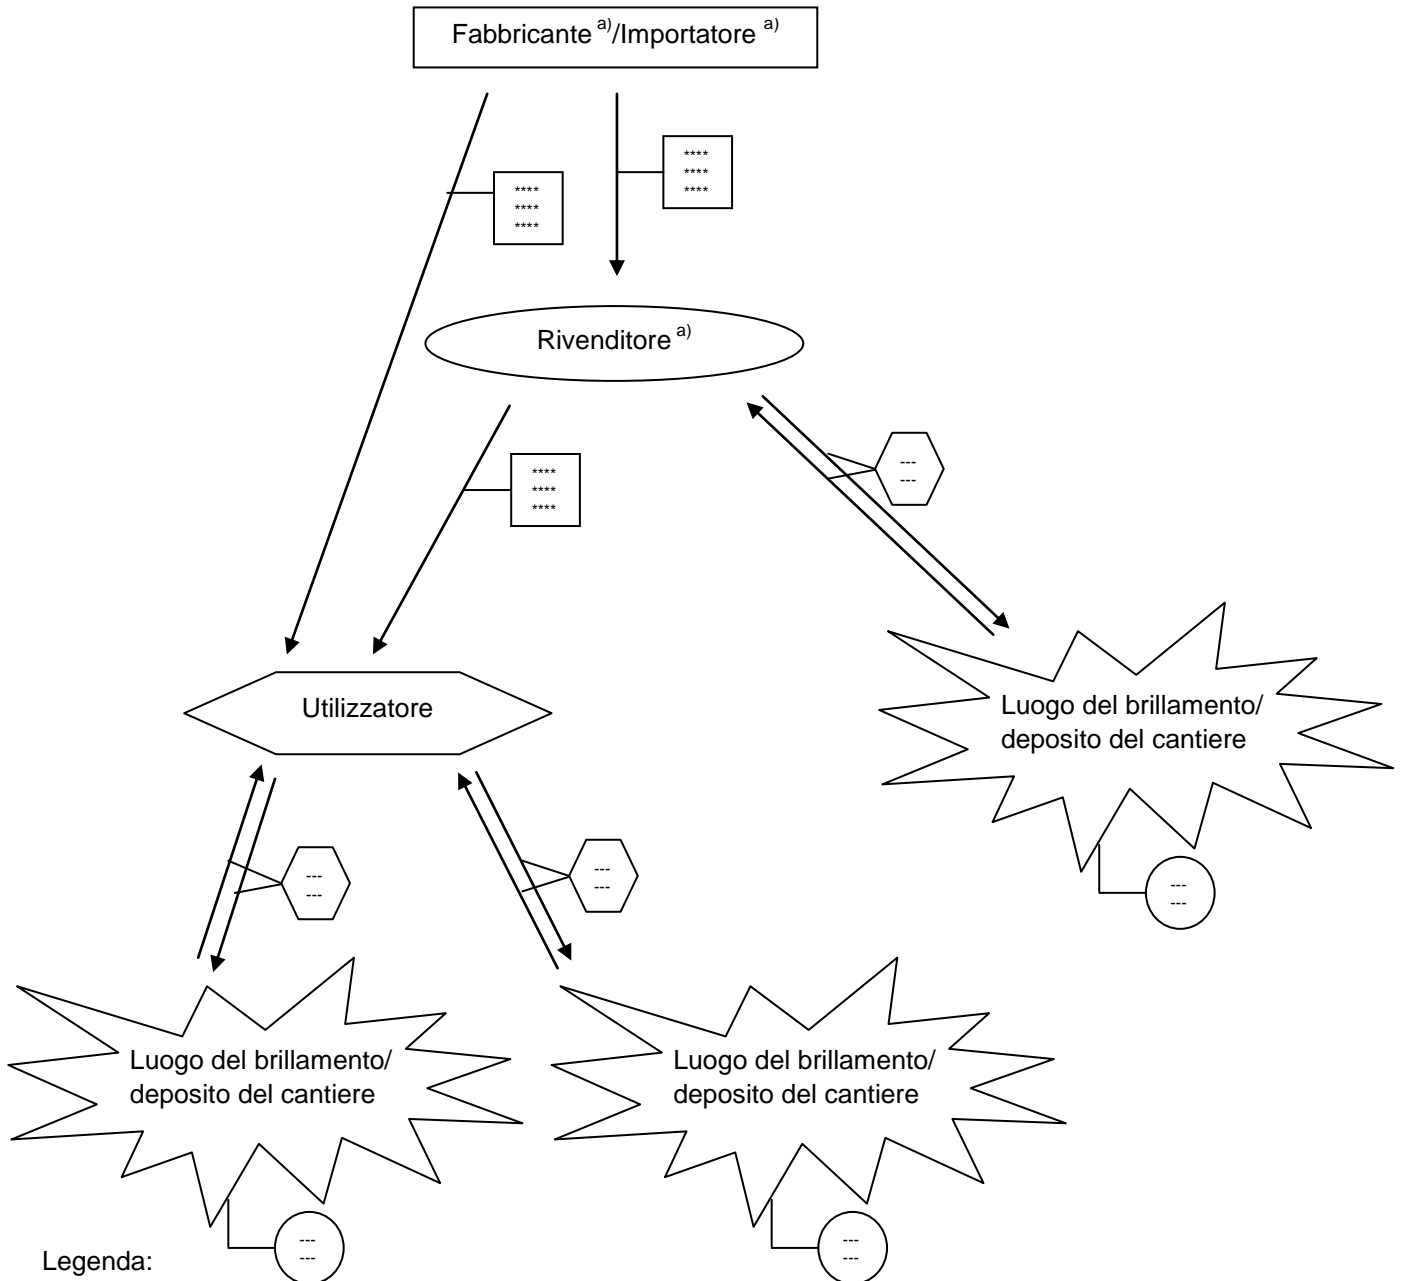 Fabbricante a)/Importatore a)
****
****
****
****
****
****
Rivenditore a)
---
---
****
****
****
Luogo del brillamento/
deposito del cantiere
Utilizzatore
---
---
---
---
---
---
Luogo del brillamento/
deposito del cantiere
Luogo del brillamento/
deposito del cantiere
---
---
---
---
Legenda: